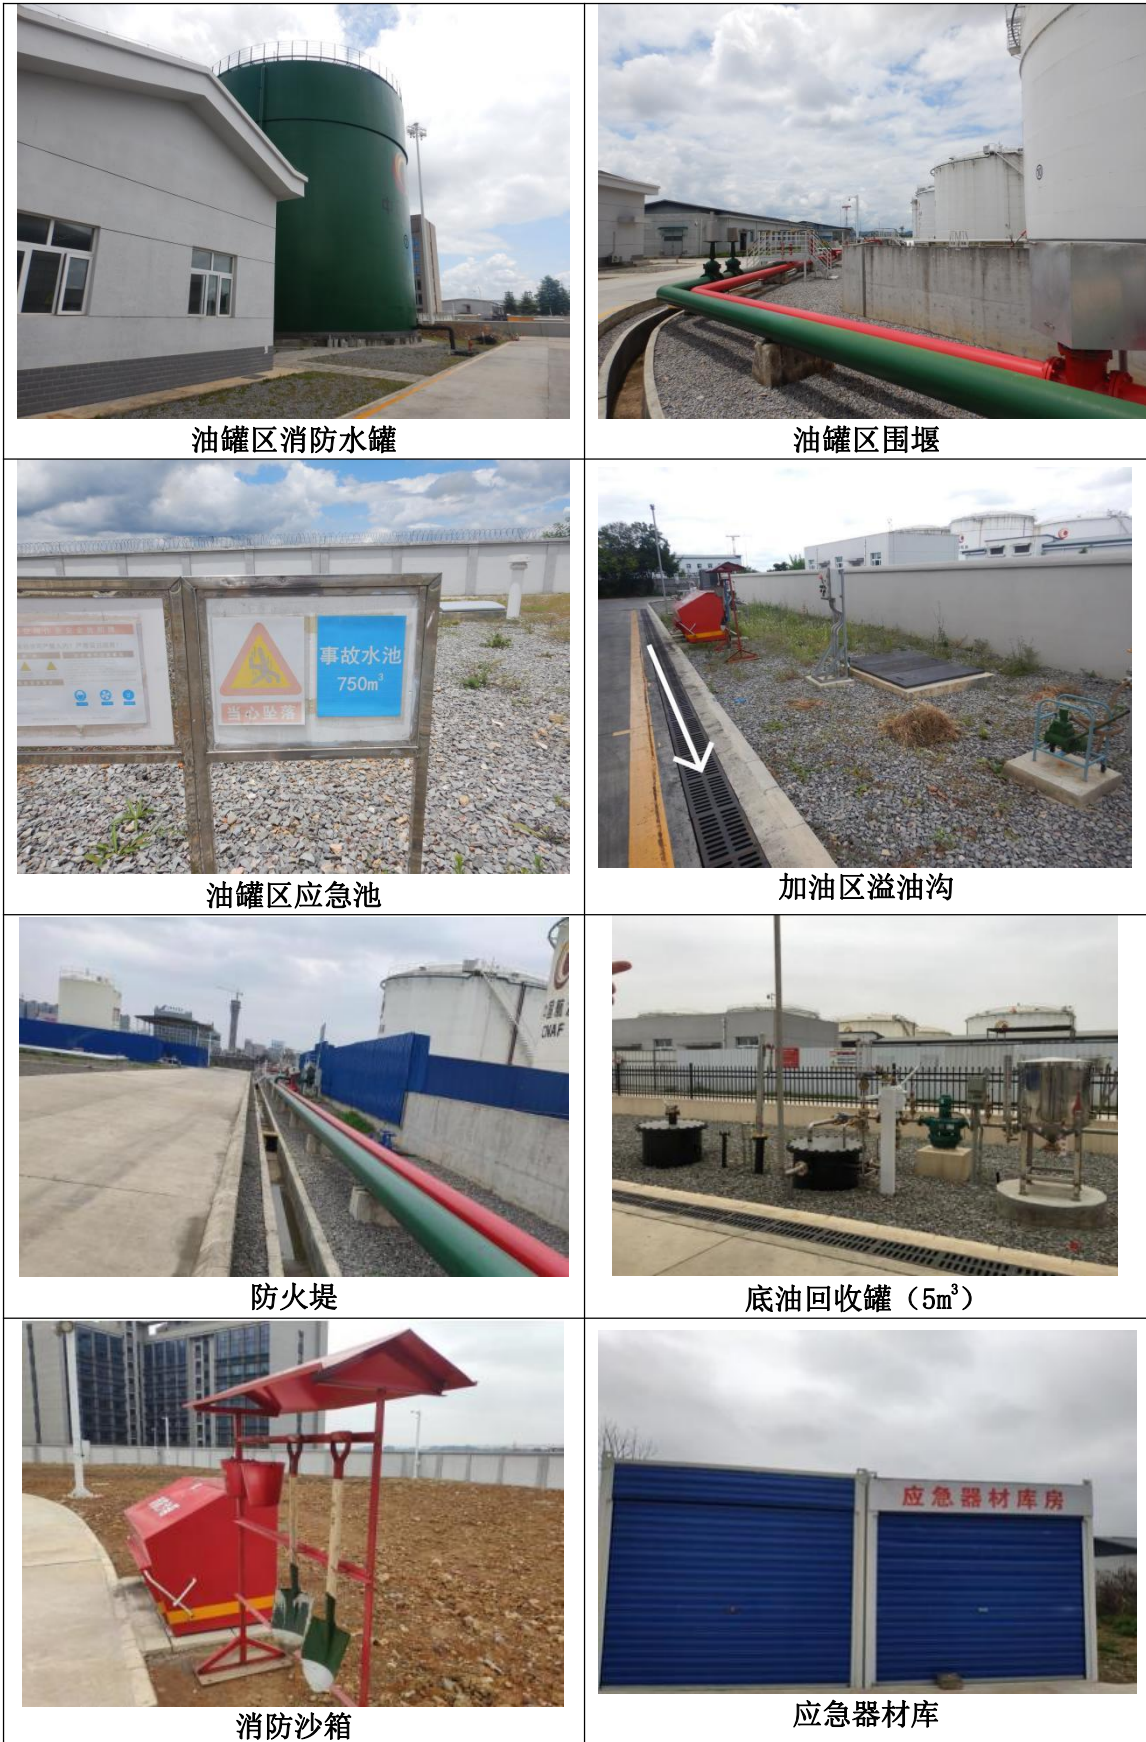 油罐区消防水罐
油罐区围堰
事故水池
750m³
当心坠落
油罐区应急池
加油区溢油沟
CNAF
防火堤
底油回收罐（5m³）
消防沙箱
应急器材库房
应急器材库